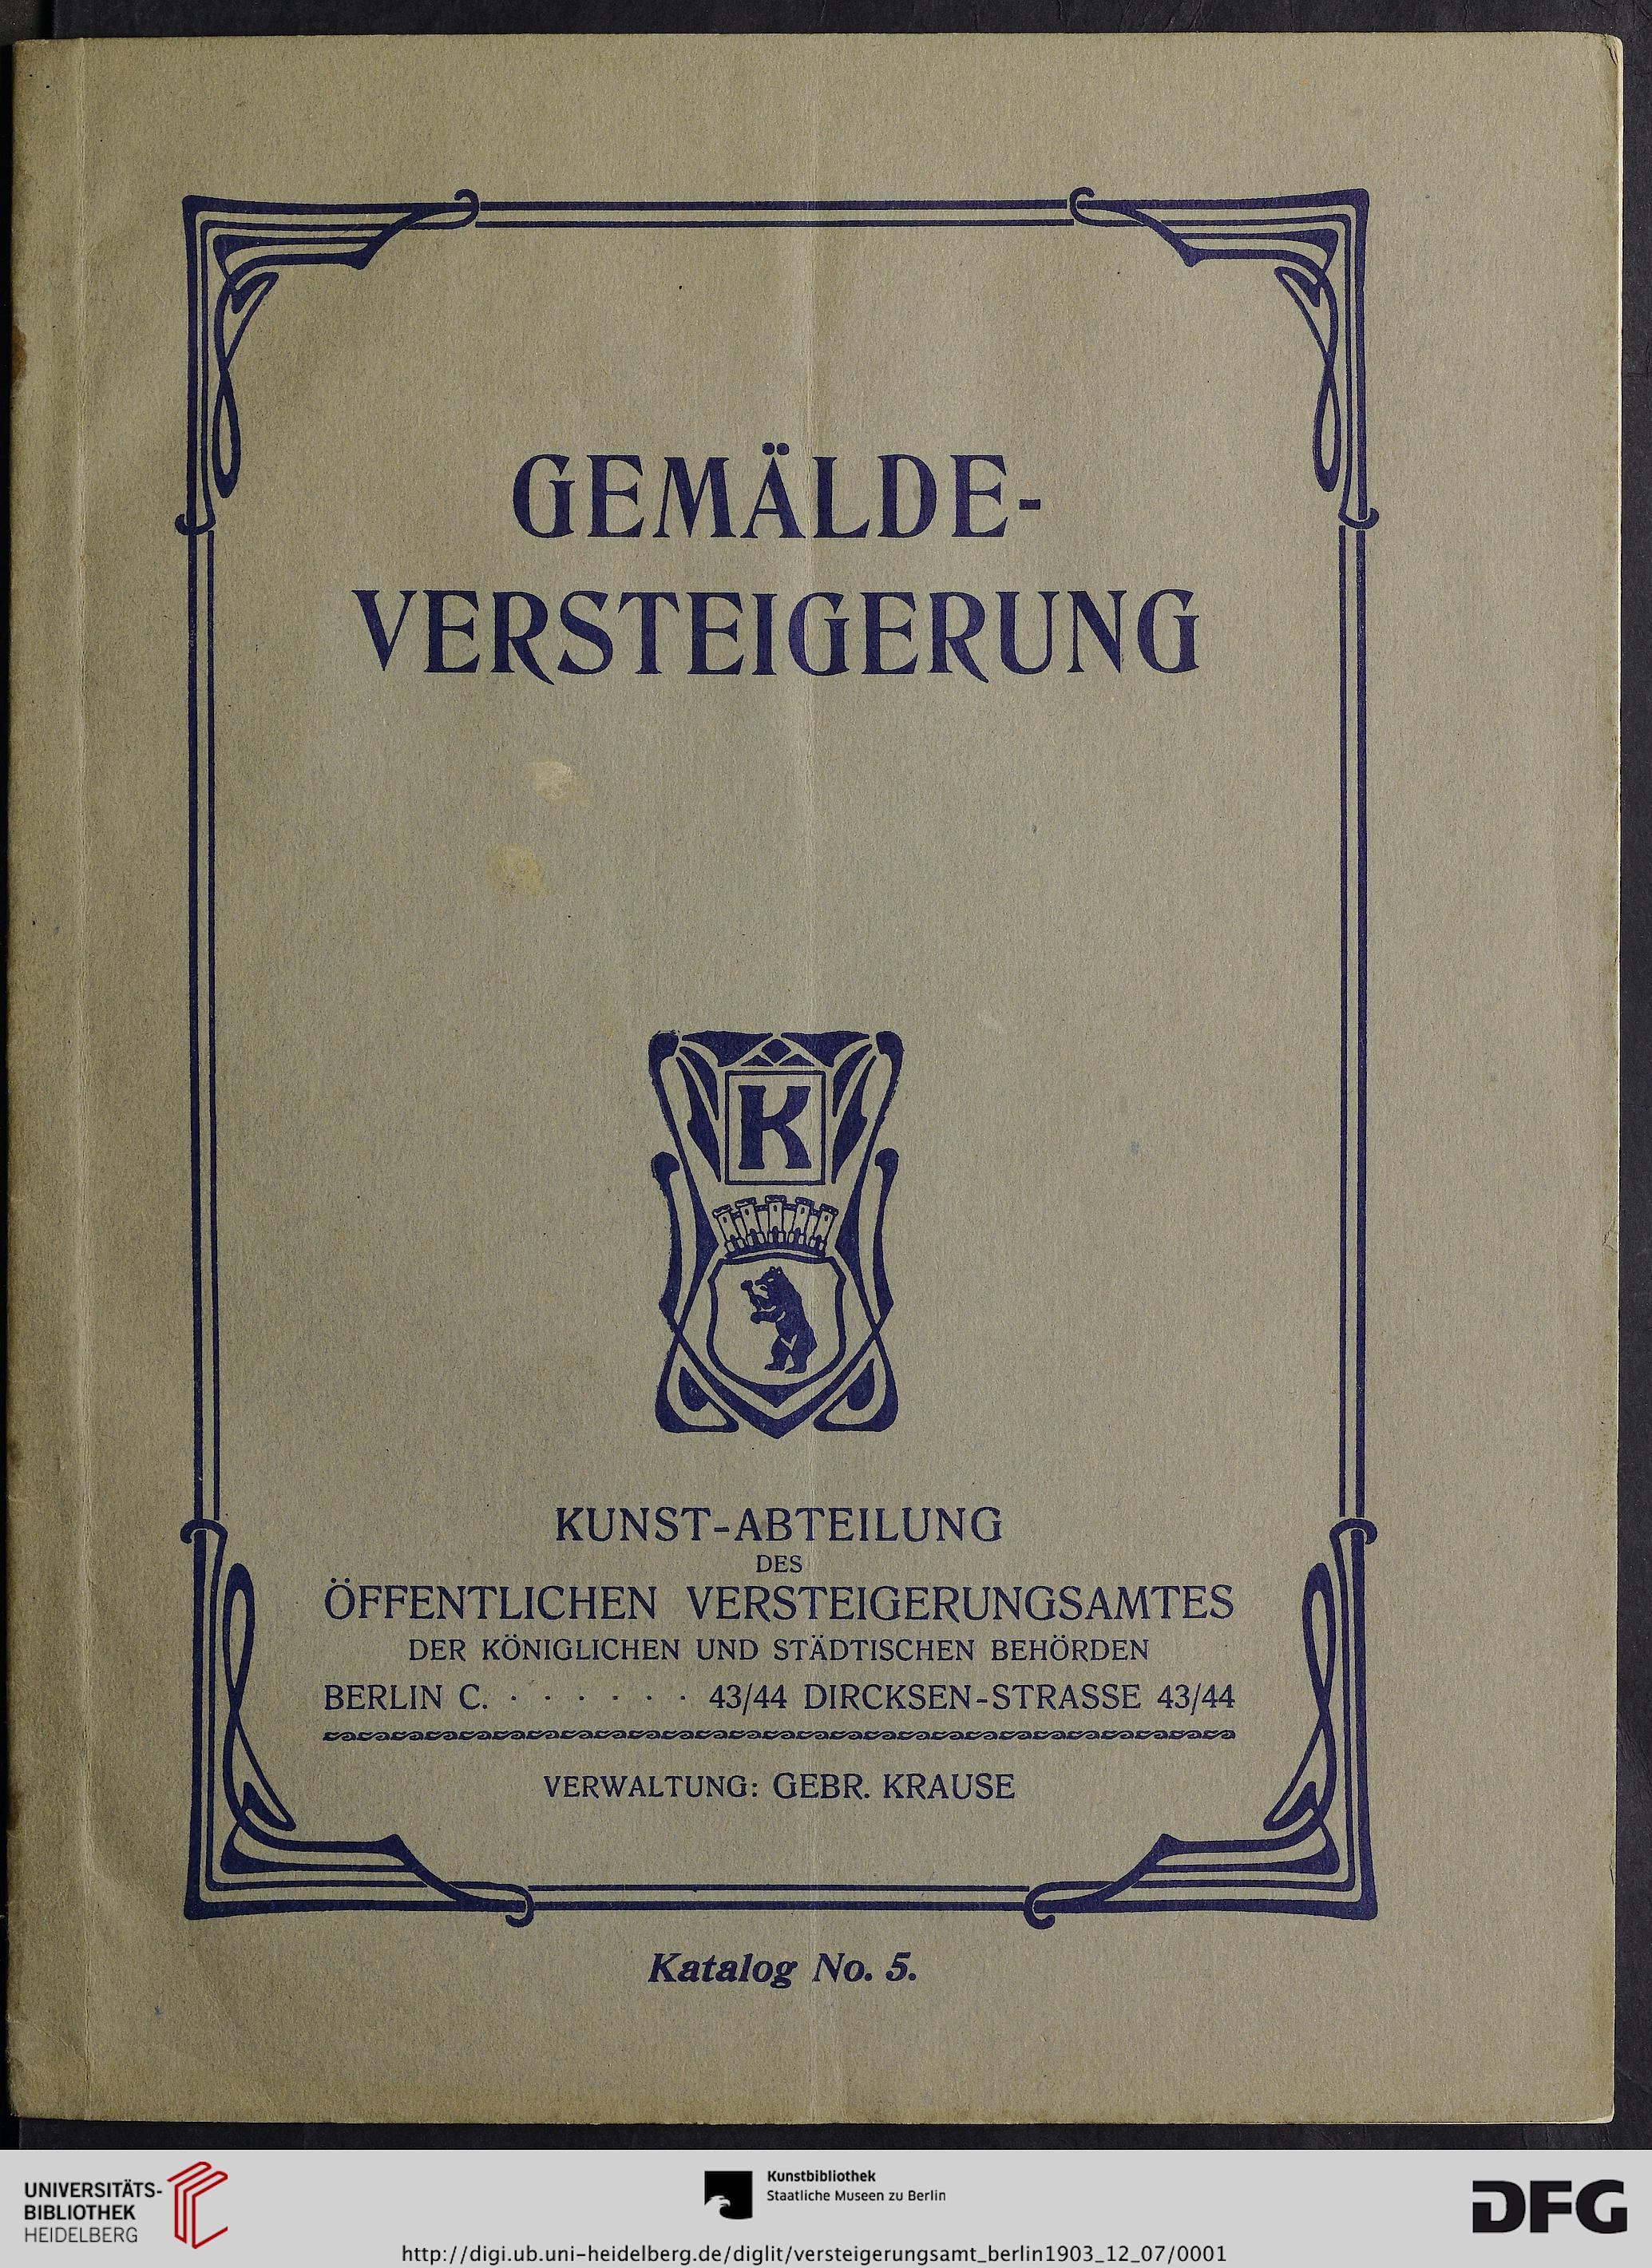 GEMÄLDE-
VERSTEIGERUNG
K
KUNST-ABTEILUNG
DES
ÖFFENTLICHEN VERSTEIGERUNGSAMTES
DER KÖNIGLICHEN UND STÄDTISCHEN BEHÖRDEN
BERLIN C. · · · · · · 43/44 DIRCKSEN-STRASSE 43/44
VERWALTUNG: GEBR. KRAUSE
Katalog No. 5.
UNIVERSITÄTS-
BIBLIOTHEK
HEIDELBERG
Kunstbibliothek
Staatliche Museen zu Berlin
DFG
http://digi.ub.uni-heidelberg.de/diglit/versteigerungsamt_berlin1903_12_07/0001